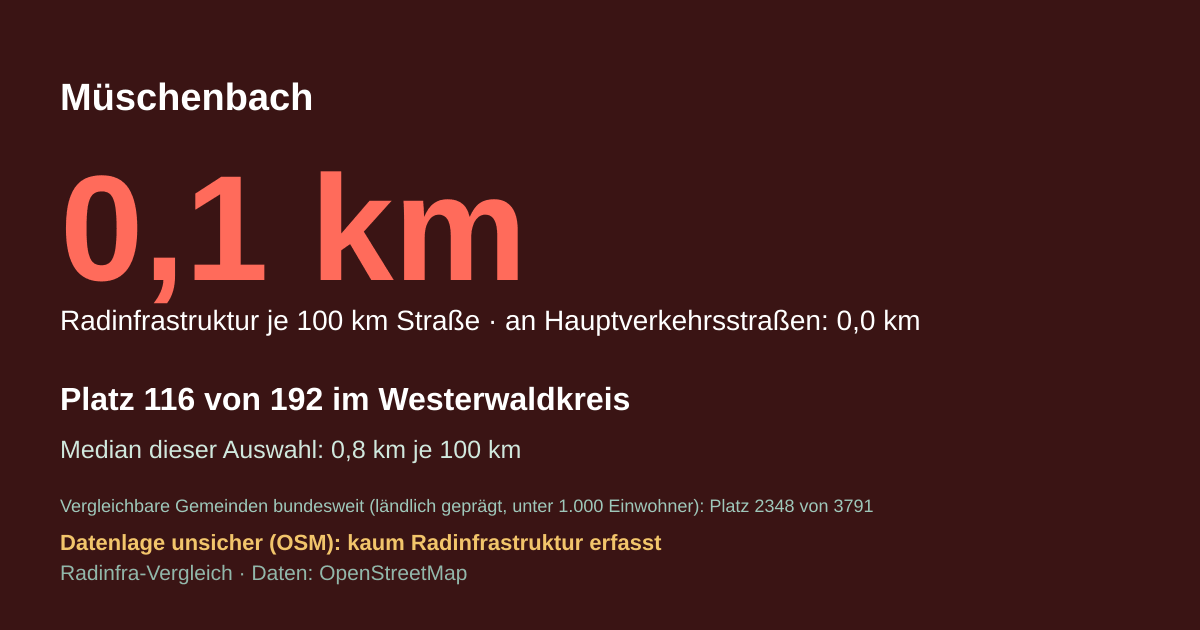 Müschenbach
0,1 km
Radinfrastruktur je 100 km Straße · an Hauptverkehrsstraßen: 0,0 km
Platz 116 von 192 im Westerwaldkreis
Median dieser Auswahl: 0,8 km je 100 km
Vergleichbare Gemeinden bundesweit (ländlich geprägt, unter 1.000 Einwohner): Platz 2348 von 3791
Datenlage unsicher (OSM): kaum Radinfrastruktur erfasst
Radinfra-Vergleich · Daten: OpenStreetMap